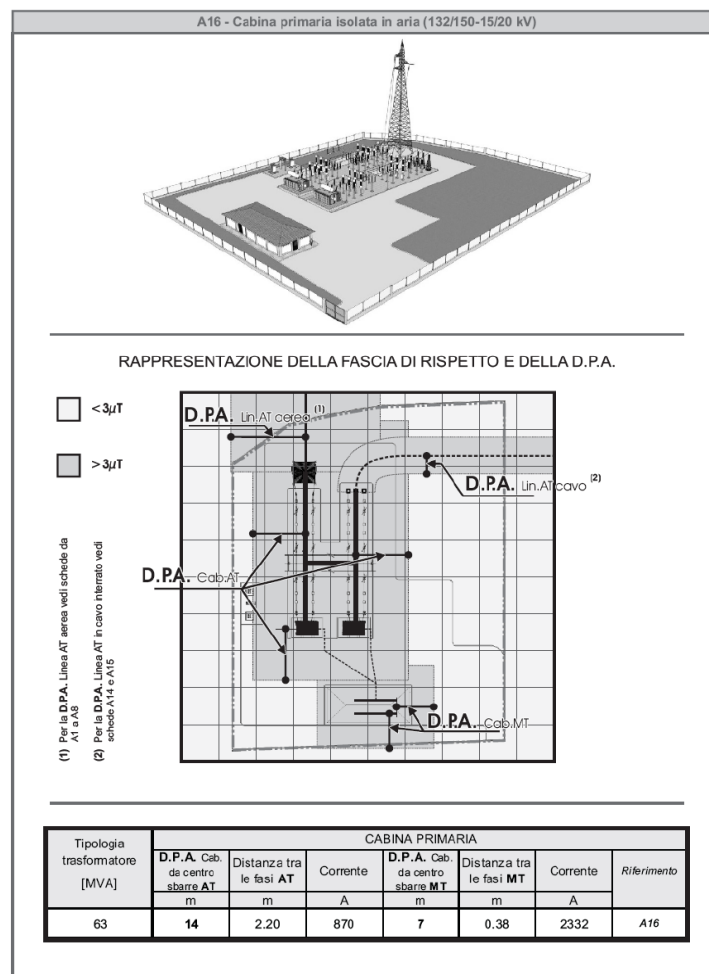 A16 - Cabina primaria isolata in aria (132/150-15/20 kV)
RAPPRESENTAZIONE DELLA FASCIA DI RISPETTO E DELLA D.P.A.
< 3μT
> 3μT
(1) Per la D.P.A. Linea AT aerea vedi schede da
A1 a A8
(2) Per la D.P.A. Linea AT in cavo interrato vedi
schede A14 e A15
D.P.A. Lin.AT aerea (1)
D.P.A. Lin.AT cavo (2)
D.P.A. Cab.AT
D.P.A. Cab.MT
CABINA PRIMARIA
Tipologia
trasformatore
[MVA]
D.P.A. Cab.
da centro
sbarre AT
Distanza tra
le fasi AT
Corrente
D.P.A. Cab.
da centro
sbarre MT
Distanza tra
le fasi MT
Corrente
Riferimento
m m A m m A
63 14 2.20 870 7 0.38 2332 A16